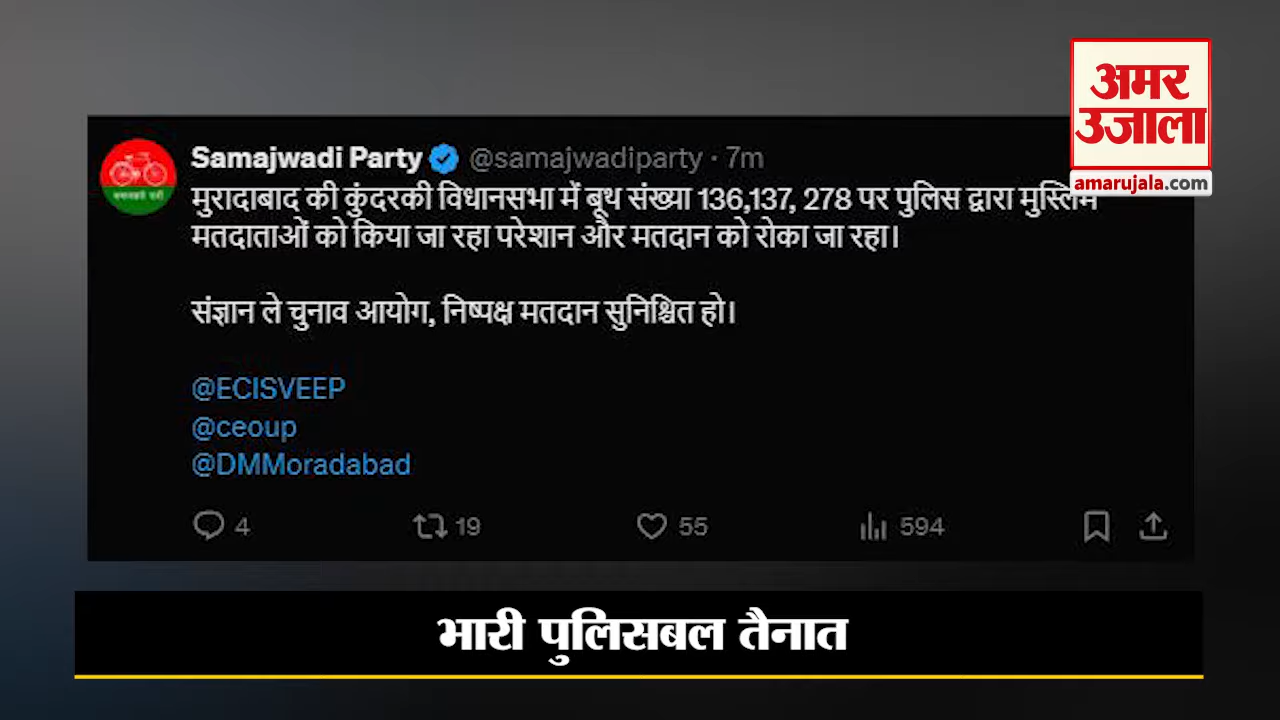 अमर
उजाला
amarujala.com
Samajwadi Party @samajwadiparty · 7m
मुरादाबाद की कुंदरकी विधानसभा में बूथ संख्या 136,137, 278 पर पुलिस द्वारा मुस्लिम
मतदाताओं को किया जा रहा परेशान और मतदान को रोका जा रहा।
संज्ञान ले चुनाव आयोग, निष्पक्ष मतदान सुनिश्चित हो।
@ECISVEEP
@ceoup
@DMMoradabad
4 19 55 594
भारी पुलिसबल तैनात